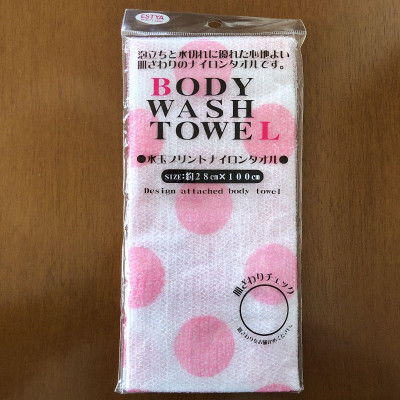 ESTYA
泡立ちと水切れに優れた心地よい
肌ざわりのナイロンタオルです。
BODY
WASH
TOWEL
●水玉プリントナイロンタオル●
SIZE:約28cm×100cm
Design attached body towel
肌ざわりチェック